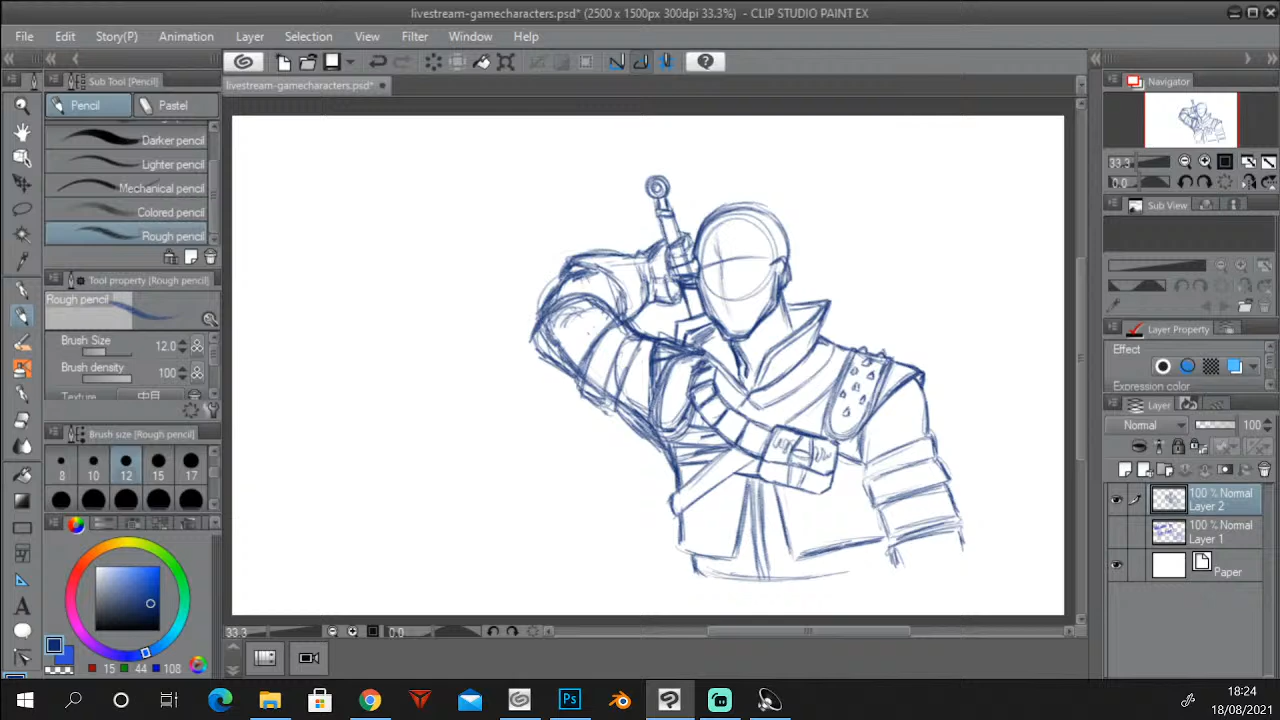 livestream-gamecharacters.psd* (2500 x 1500px 300dpi 33.3%)  - CLIP STUDIO PAINT EX
File Edit Story(P) Animation Layer Selection Filter View Window Help
Sub Tool [Pencil]
livestream-gamecharacters.psd*
Navigator
Pencil Pastel
Darker pencil
Lighter pencil
Mechanical pencil
Colored pencil
Rough pencil
33.3
0.0
Sub View
Tool property [Rough pencil]
Rough pencil
Brush Size 12.0
Brush density 100
Texture
Layer Property
Effect
Expression color
Layer
Normal 100
Brush size [Rough pencil]
8 10 12 15 17
100 % Normal
Layer 2
100 % Normal
Layer 1
Paper
33.3 0.0
15 44 108
A
Ps
18:24
18/08/2021